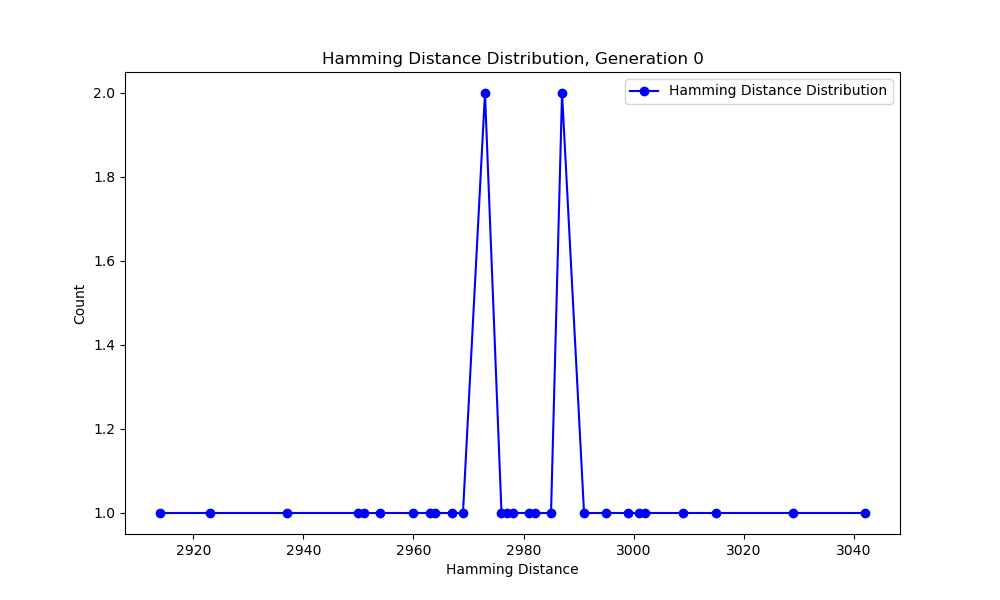 Hamming Distance Distribution, Generation 0
Hamming Distance Distribution
2.0
1.8
1.6
1.4
1.2
1.0
Count
2920 2940 2960 2980 3000 3020 3040
Hamming Distance